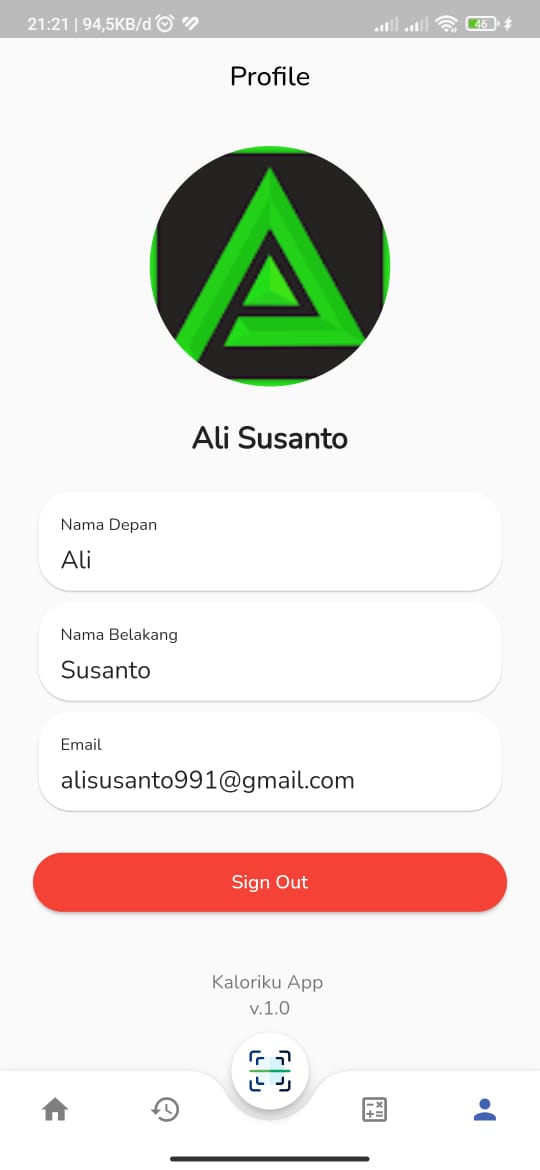 21:21 | 94,5KB/d
46
Profile
Ali Susanto
Nama Depan
Ali
Nama Belakang
Susanto
Email
alisusanto991@gmail.com
Sign Out
Kaloriku App
v.1.0